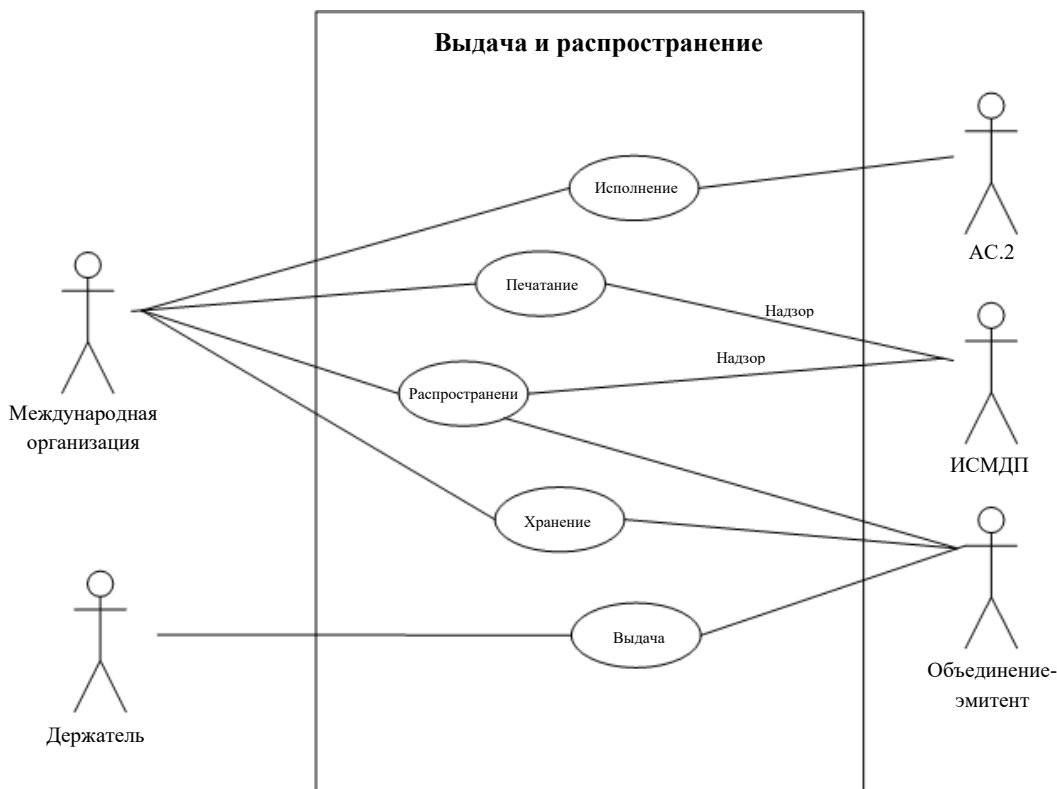 Выдача и распространение
Исполнение
АС.2
Печатание
Надзор
Надзор
Распространени
Международная
организация
ИСМДП
Хранение
Выдача
Объединение-
эмитент
Держатель